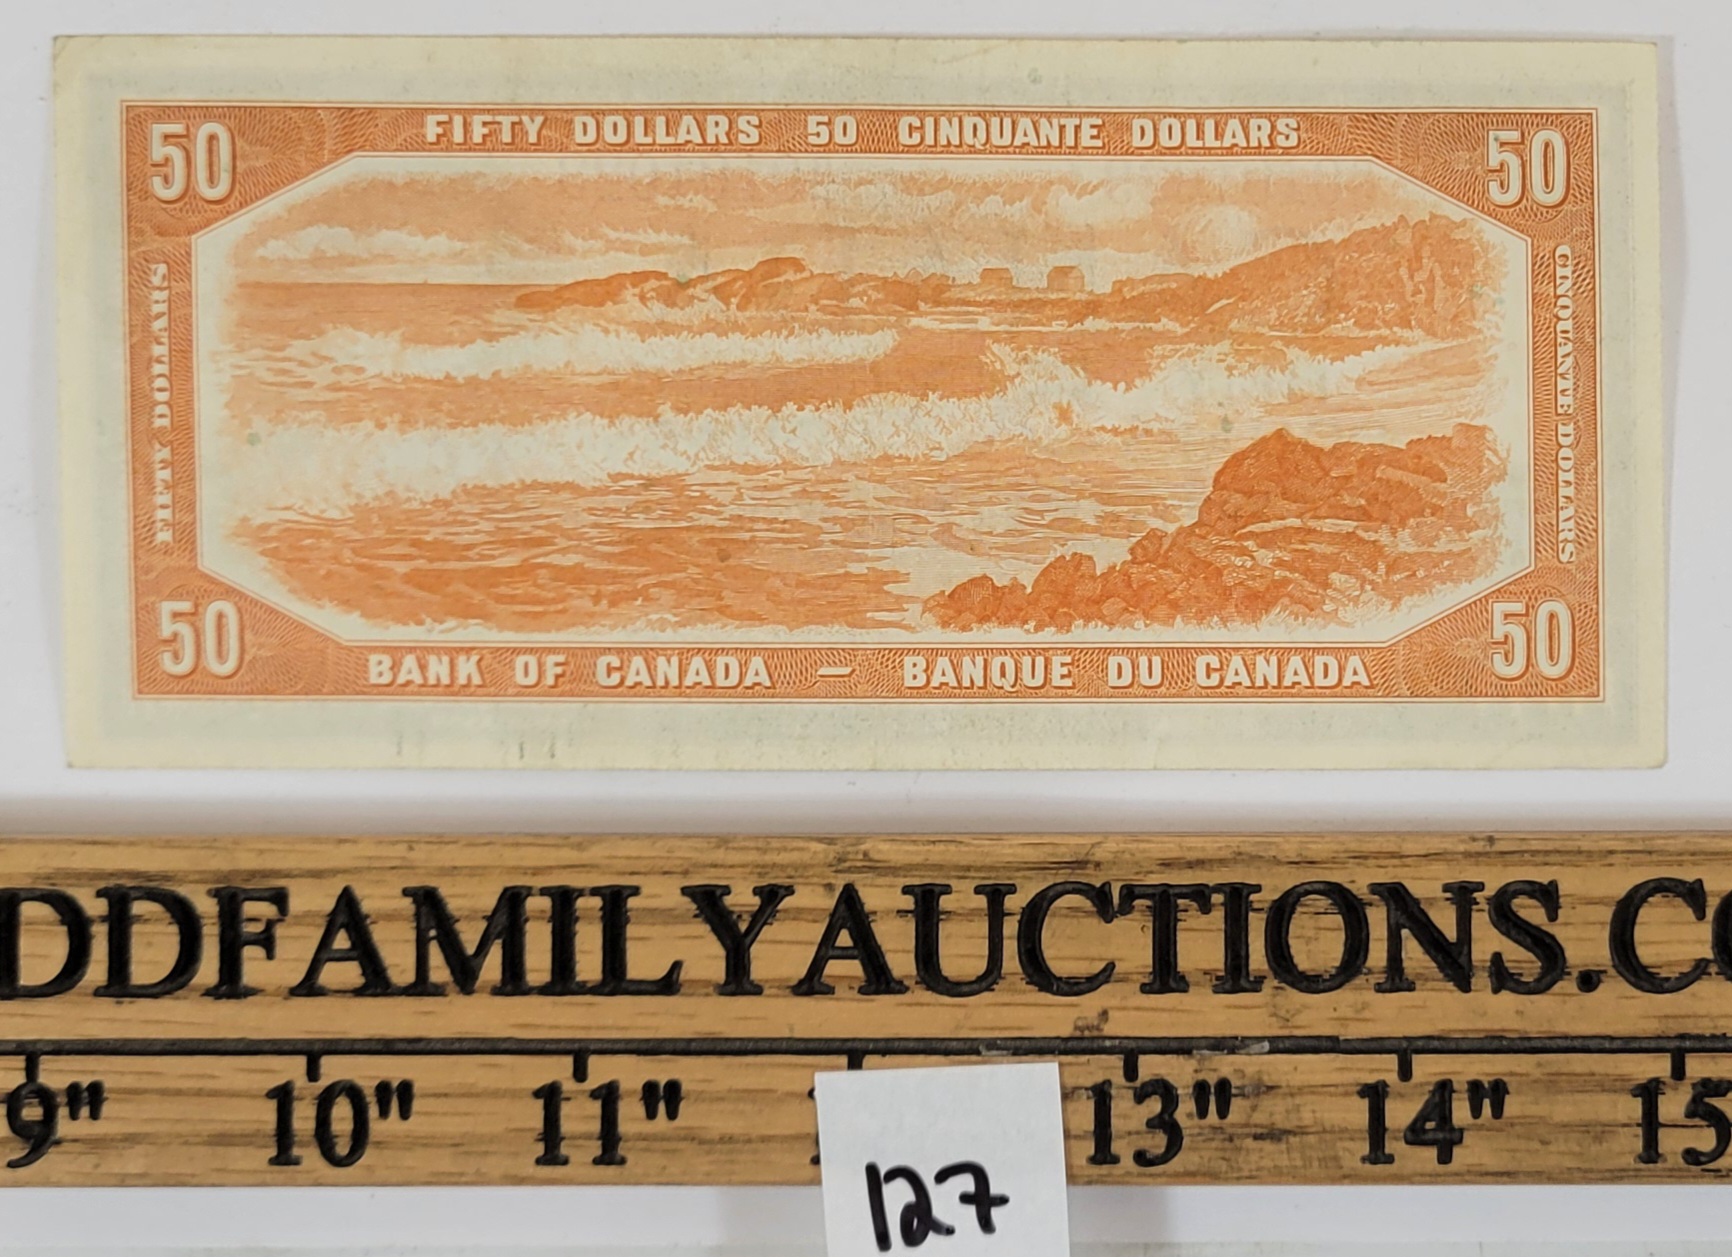 50 FIFTY DOLLARS 50 CINQUANTE DOLLARS 50
FIFTY DOLLARS
CINQUANTE DOLLARS
50 BANK OF CANADA — BANQUE DU CANADA 50
DDFAMILYAUCTIONS.CO
9" 10" 11" 13" 14" 15
127